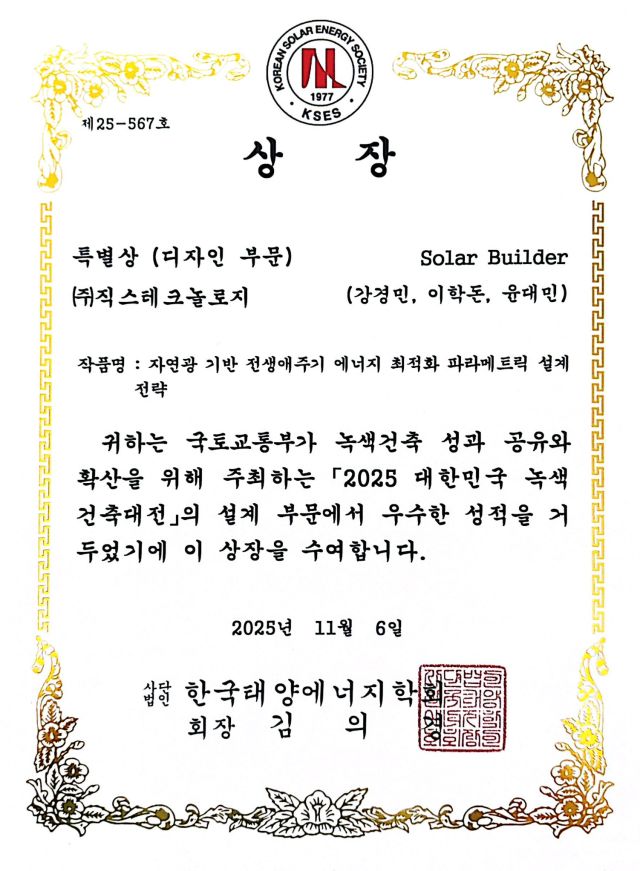 KOREAN SOLAR ENERGY SOCIETY
1977
KSES
제25-567호
상 장
특별상 (디자인 부문) Solar Builder
㈜직스테크놀로지 (강경민, 이학돈, 윤대민)
작품명 : 자연광 기반 전생애주기 에너지 최적화 파라메트릭 설계
전략
귀하는 국토교통부가 녹색건축 성과 공유와
확산을 위해 주최하는 「2025 대한민국 녹색
건축대전」의 설계 부문에서 우수한 성적을 거
두었기에 이 상장을 수여합니다.
2025년 11월 6일
사단법인 한국태양에너지학회
회장 김 의 영